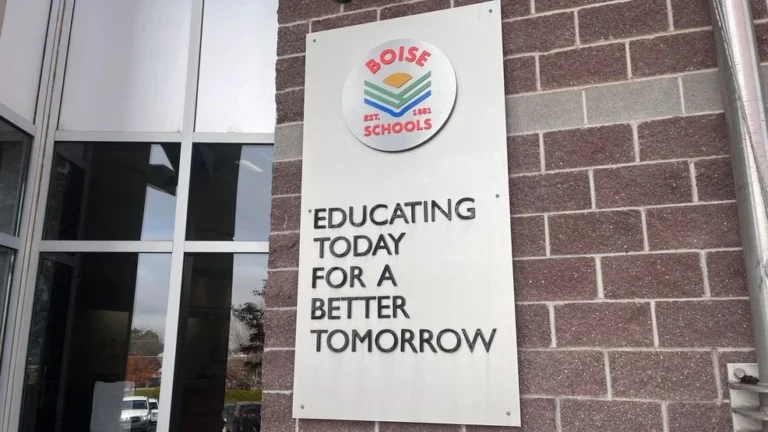 BOISE
EST. 1881
SCHOOLS
EDUCATING
TODAY
FOR A
BETTER
TOMORROW